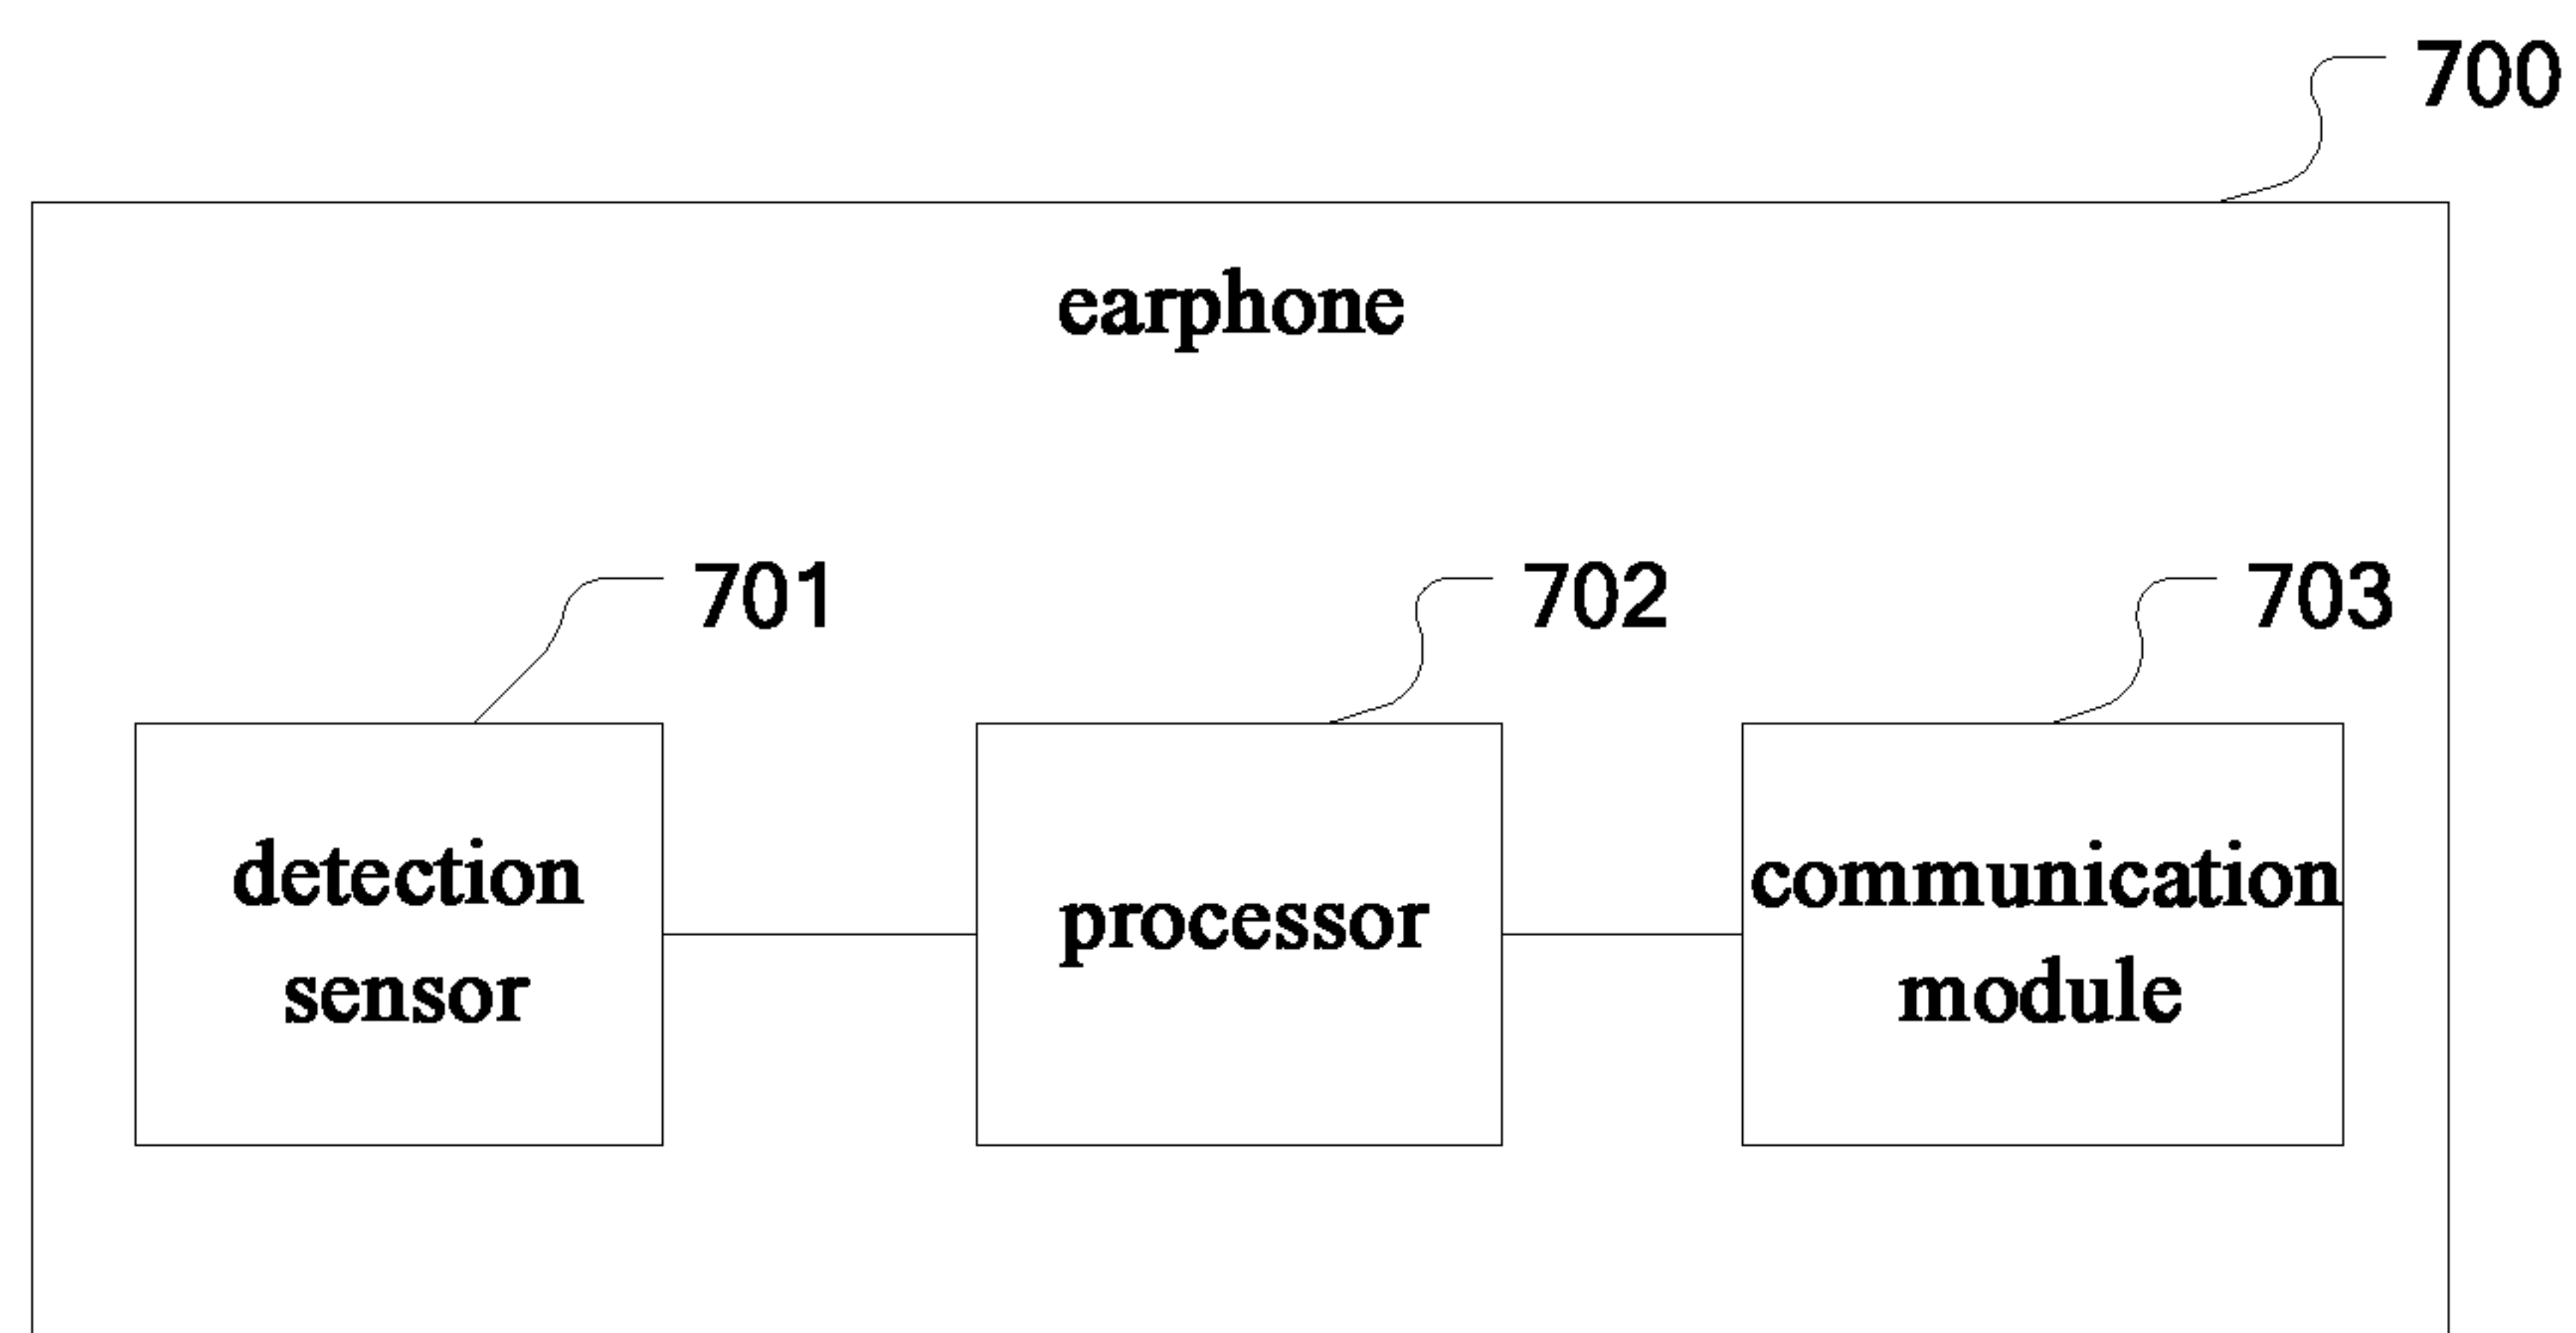 700
earphone
701
702
703
detection
sensor
processor
communication
module